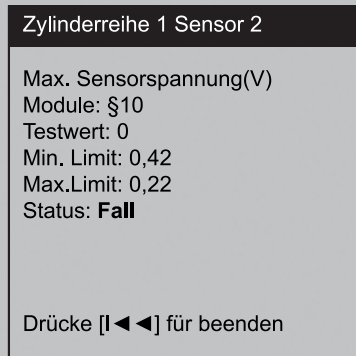 Zylinderreihe 1 Sensor 2
Max. Sensorspannung(V)
Module: §10
Testwert: 0
Min. Limit: 0,42
Max.Limit: 0,22
Status: Fall
Drücke [I◄◄] für beenden